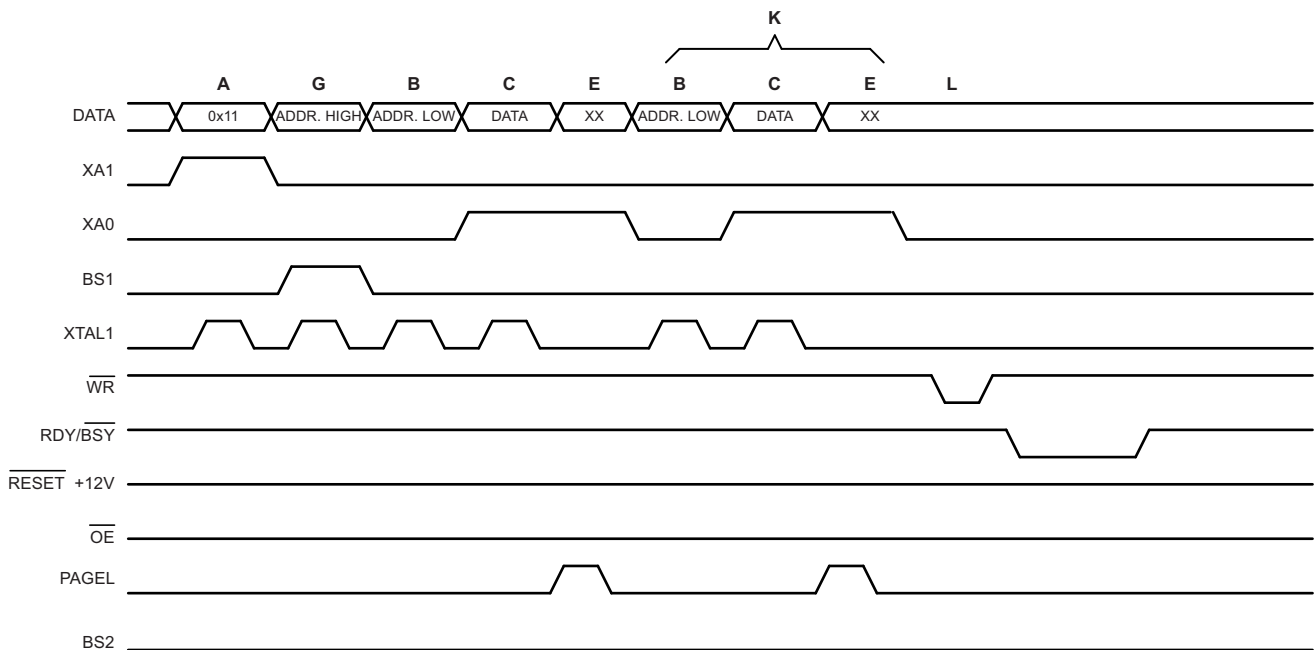 K
A G B C E B C E L
DATA 0x11 ADDR. HIGH ADDR. LOW DATA XX ADDR. LOW DATA XX
XA1
XA0
BS1
XTAL1
WR
RDY/BSY
RESET +12V
OE
PAGEL
BS2